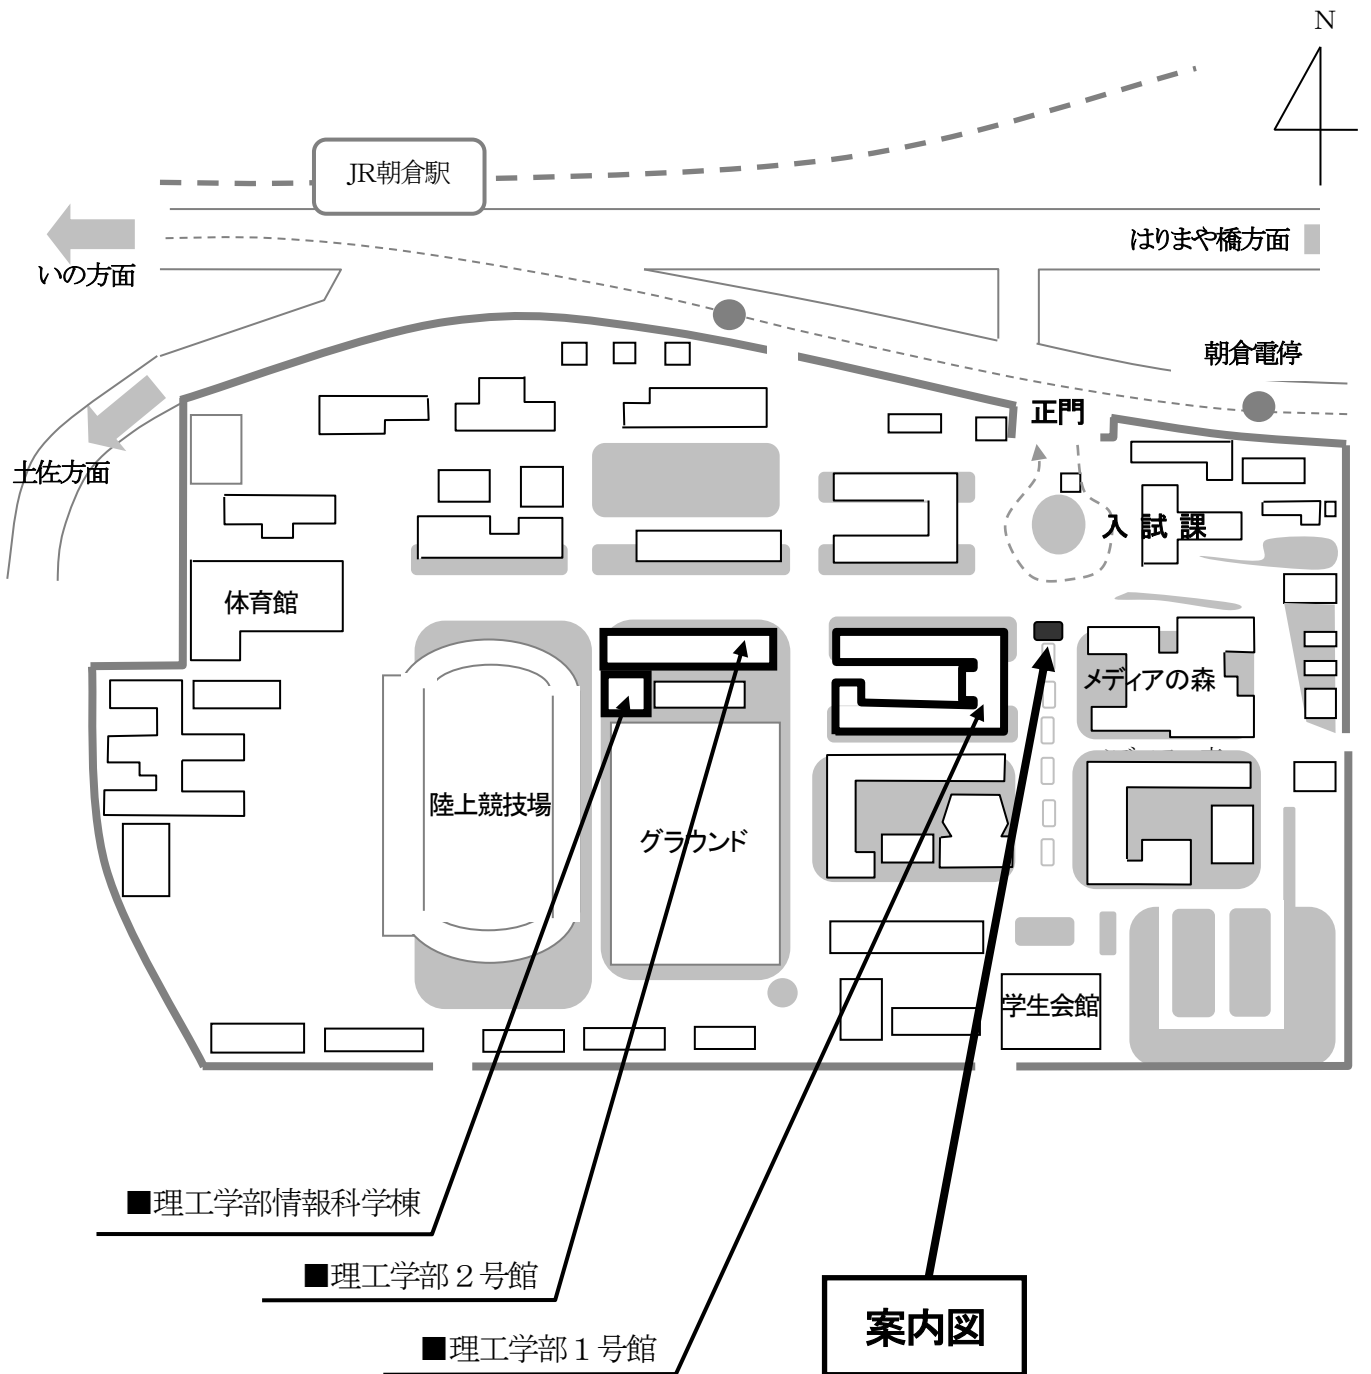 N
JR朝倉駅
はりまや橋方面
いの方面
朝倉電停
正門
土佐方面
入 試 課
体育館
メディアの森
陸上競技場
グラウンド
学生会館
■理工学部情報科学棟
■理工学部２号館
案内図
■理工学部１号館